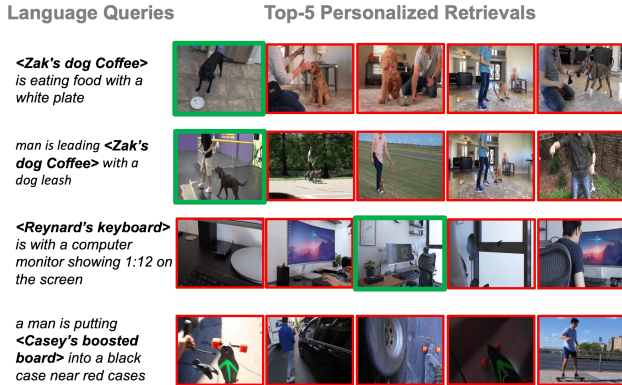 Language Queries
Top-5 Personalized Retrievals
<Zak's dog Coffee>
is eating food with a
white plate
man is leading <Zak's
dog Coffee> with a
dog leash
<Reynard's keyboard>
is with a computer
monitor showing 1:12 on
the screen
a man is putting
<Casey's boosted
board> into a black
case near red cases